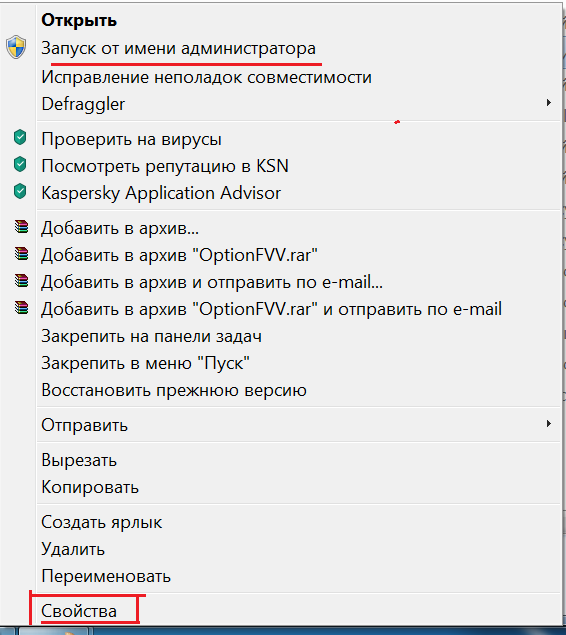 Открыть
Запуск от имени администратора
Исправление неполадок совместимости
Defraggler
Проверить на вирусы
Посмотреть репутацию в KSN
Kaspersky Application Advisor
Добавить в архив...
Добавить в архив "OptionFVV.rar"
Добавить в архив и отправить по e-mail...
Добавить в архив "OptionFVV.rar" и отправить по e-mail
Закрепить на панели задач
Закрепить в меню "Пуск"
Восстановить прежнюю версию
Отправить
Вырезать
Копировать
Создать ярлык
Удалить
Переименовать
Свойства